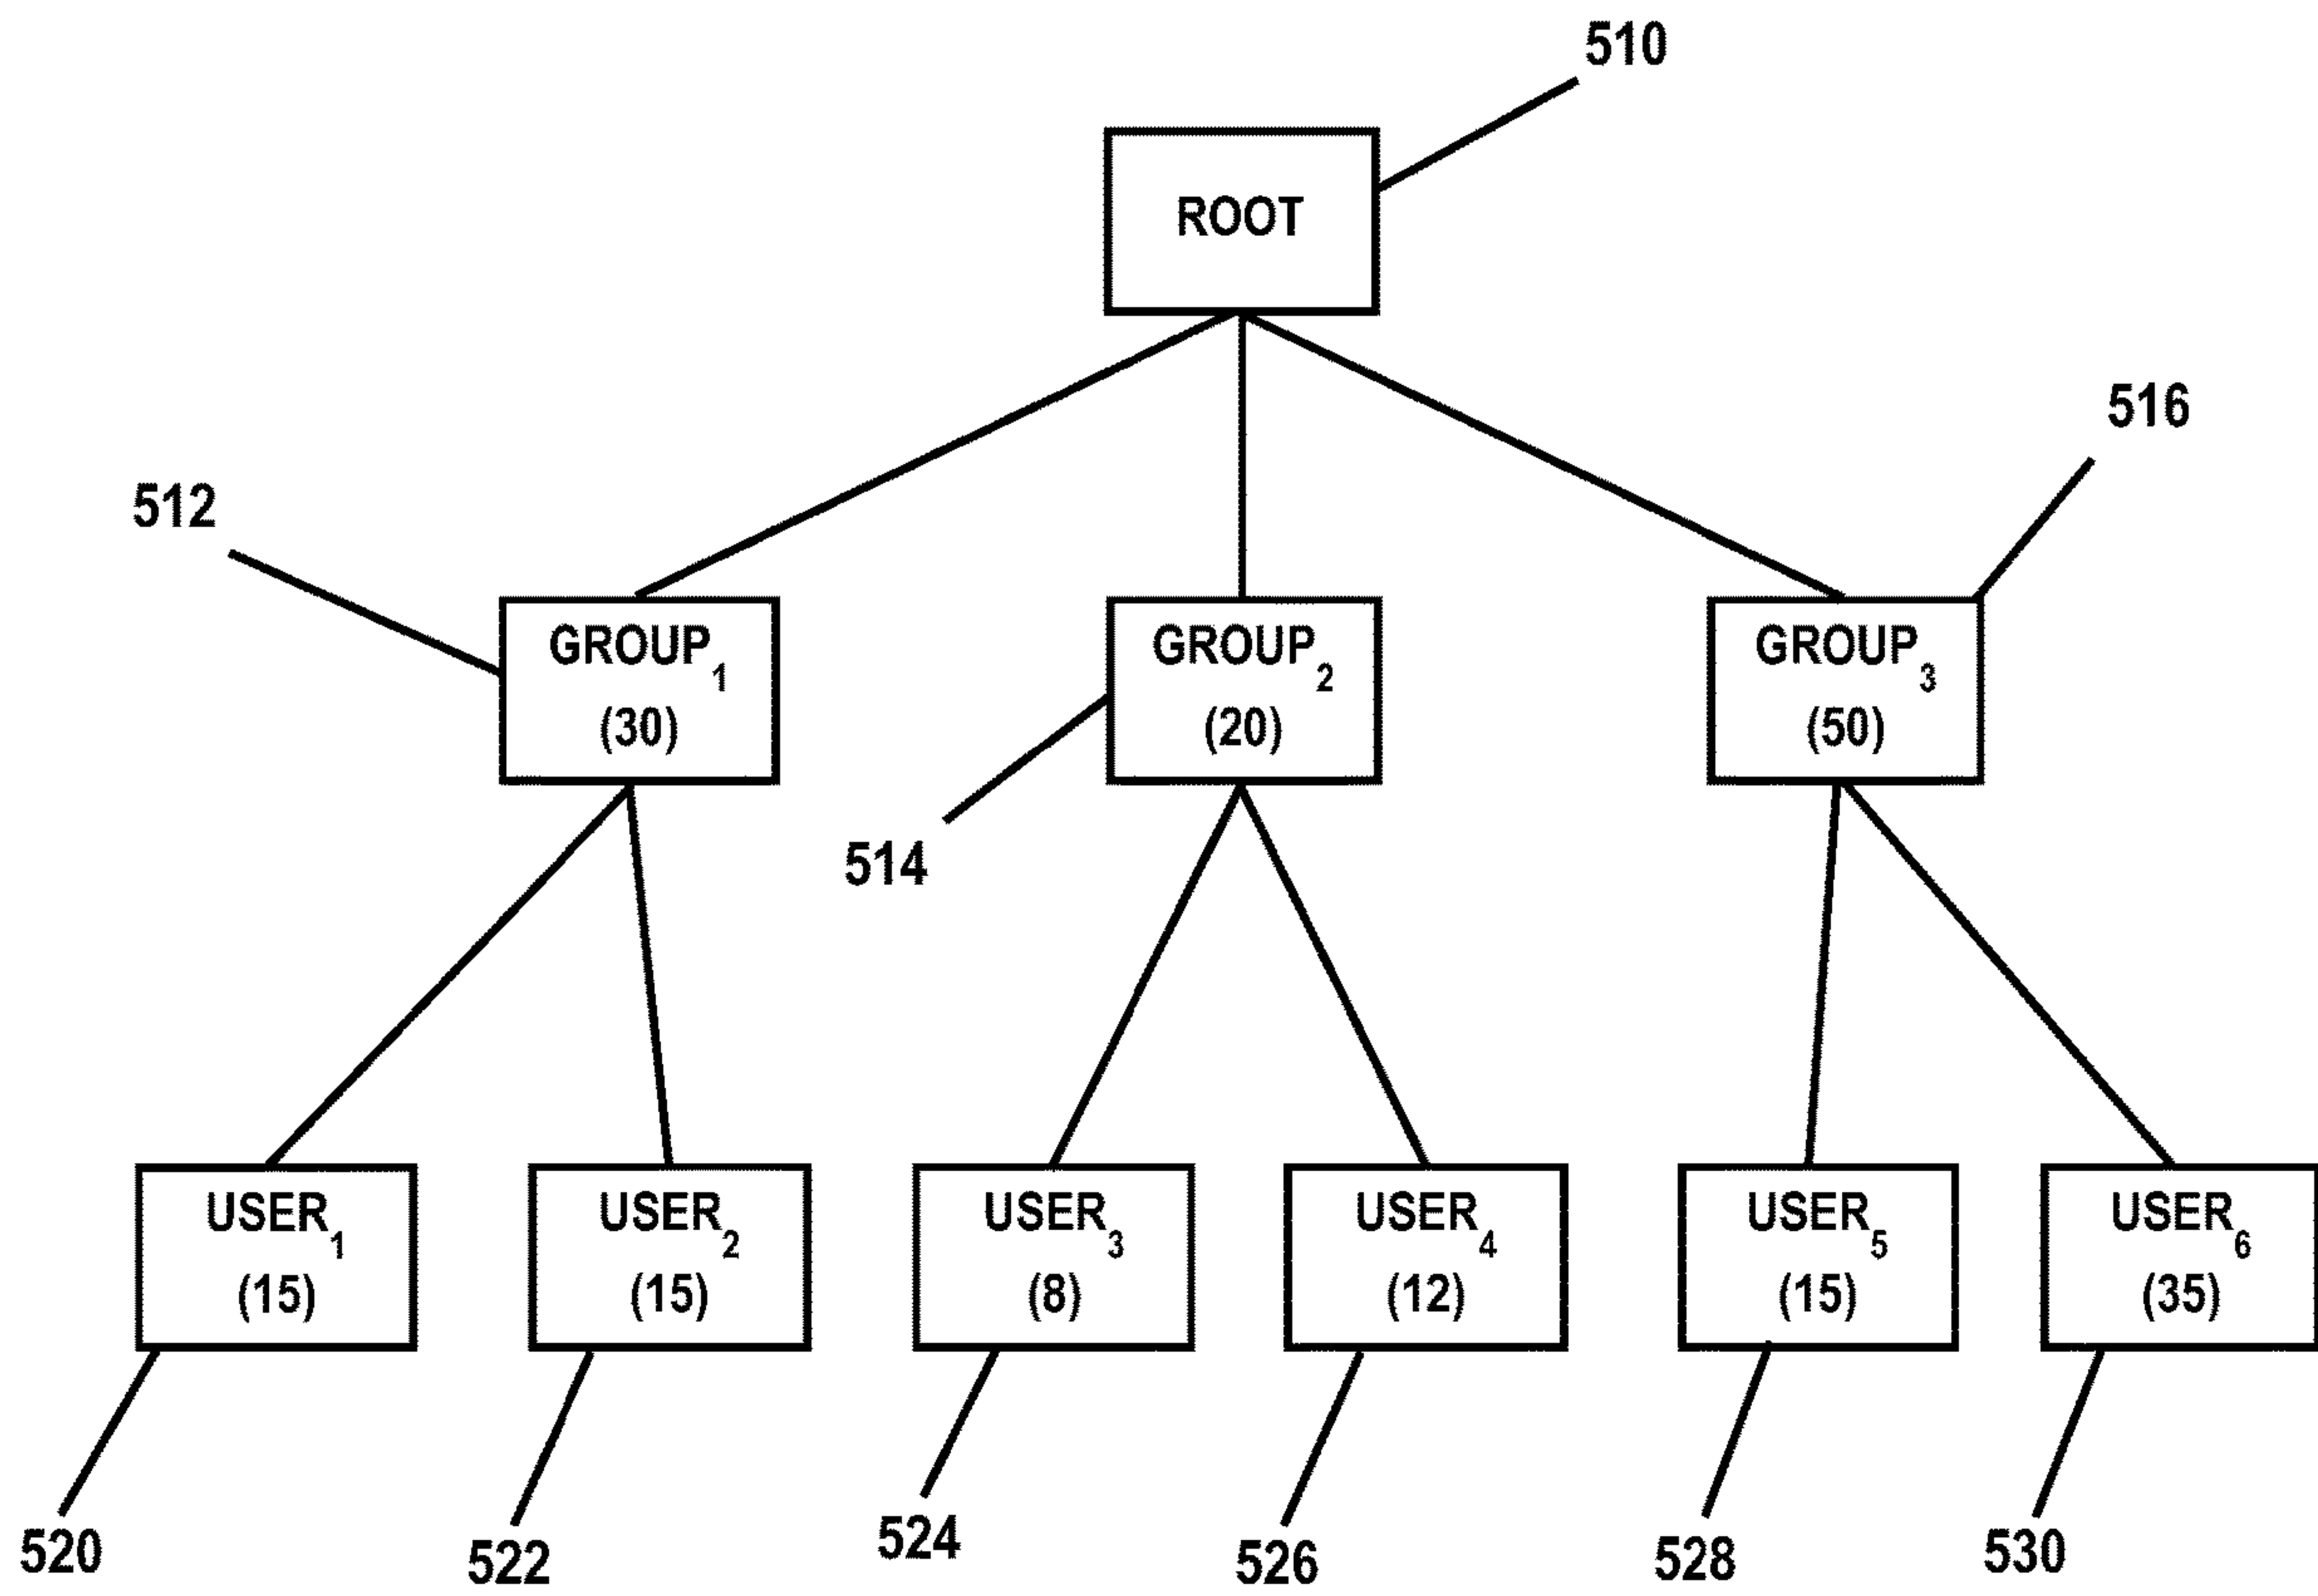 510
ROOT
516
512
GROUP₁
(30)
GROUP₂
(20)
GROUP₃
(50)
514
USER₁
(15)
USER₂
(15)
USER₃
(8)
USER₄
(12)
USER₅
(15)
USER₆
(35)
520
522
524
526
528
530